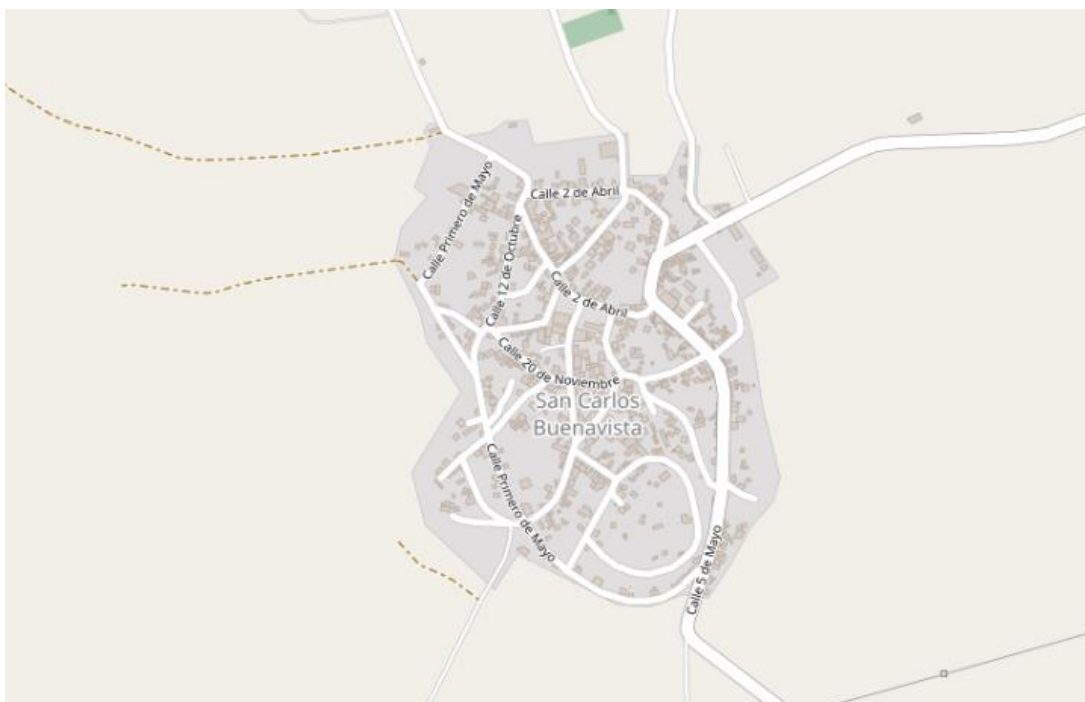 Calle Primero de Mayo
Calle 2 de Abril
Calle 12 de Octubre
Calle 2 de Abril
Calle 20 de Noviembre
San Carlos
Buenavista
Calle Primero de Mayo
Calle 5 de Mayo